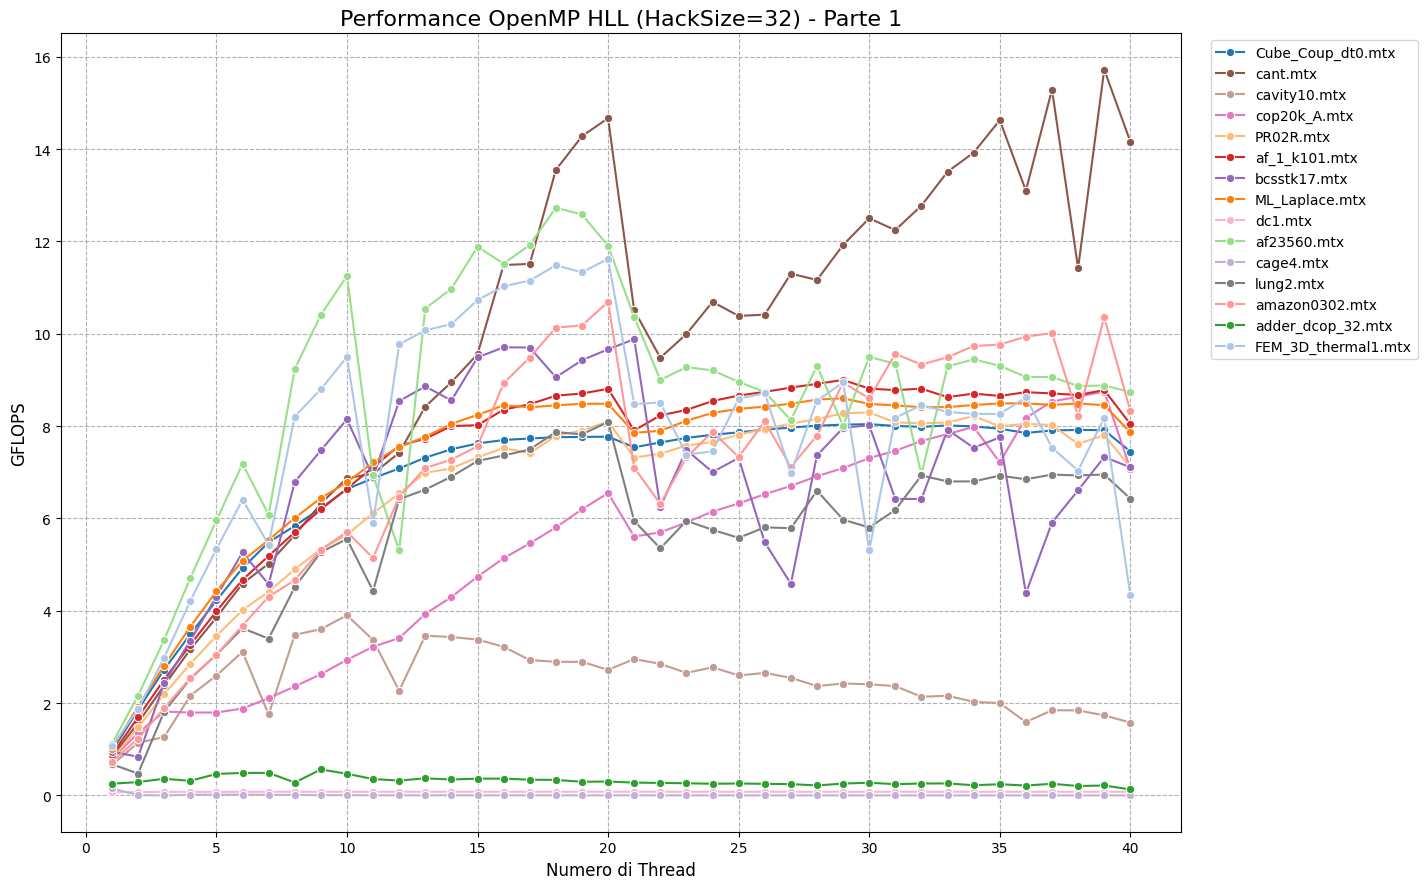 Performance OpenMP HLL (HackSize=32) - Parte 1
16
14
12
10
8
6
4
2
0
GFLOPS
0 5 10 15 20 25 30 35 40
Numero di Thread
Cube_Coup_dt0.mtx
cant.mtx
cavity10.mtx
cop20k_A.mtx
PR02R.mtx
af_1_k101.mtx
bcsstk17.mtx
ML_Laplace.mtx
dc1.mtx
af23560.mtx
cage4.mtx
lung2.mtx
amazon0302.mtx
adder_dcop_32.mtx
FEM_3D_thermal1.mtx